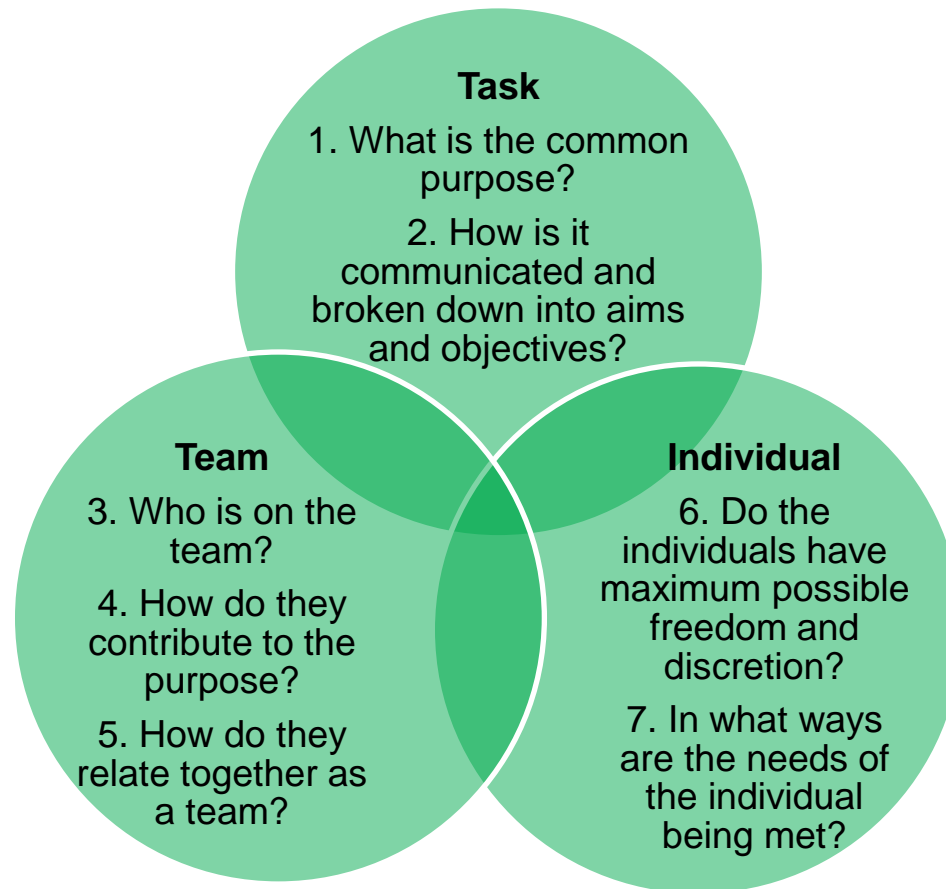 Task
1. What is the common
purpose?
2. How is it
communicated and
broken down into aims
and objectives?
Team
3. Who is on the
team?
4. How do they
contribute to the
purpose?
5. How do they
relate together as
a team?
Individual
6. Do the
individuals have
maximum possible
freedom and
discretion?
7. In what ways
are the needs of
the individual
being met?